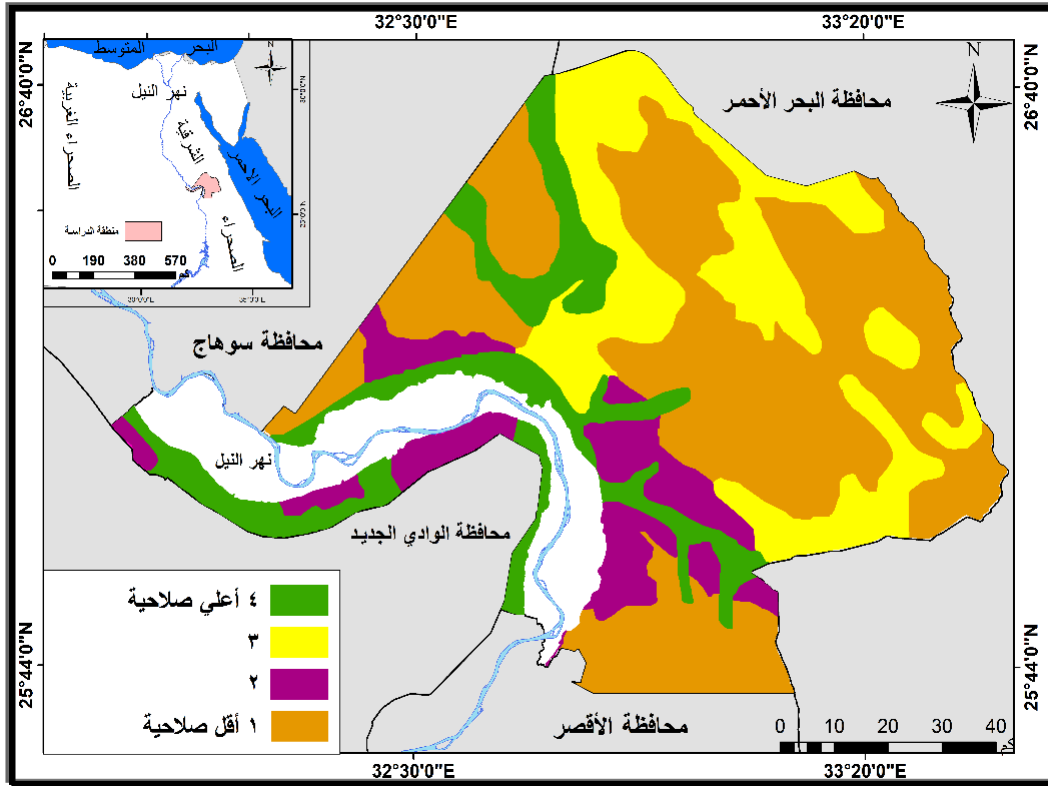 32°30'0"E
33°20'0"E
26°40'0"N
26°40'0"N
البحر
المتوسط
نهر النيل
الصحراء الغربية
الشرقية
الصحراء
البحر الأحمر
منطقة الدراسة
0 190 380 570
كم
N
N
محافظة البحر الأحمر
محافظة سوهاج
نهر النيل
محافظة الوادي الجديد
محافظة الأقصر
٤ أعلي صلاحية
٣
٢
١ أقل صلاحية
25°44'0"N
25°44'0"N
0 10 20 30 40
كم
32°30'0"E
33°20'0"E